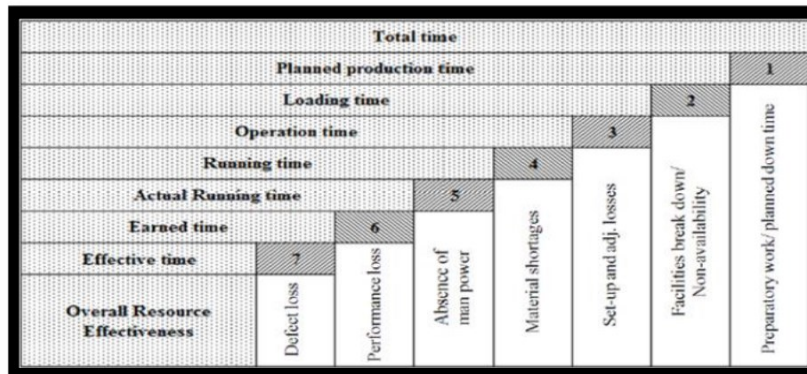 Total time
Planned production time
1
Loading time
2
Operation time
3
Running time
4
Actual Running time
5
Earned time
6
Effective time
7
Overall Resource
Effectiveness
Defect loss
Performance loss
Absence of
man power
Material shortages
Set-up and adj. losses
Facilities break down/
Non-availability
Preparatory work/ planned down time